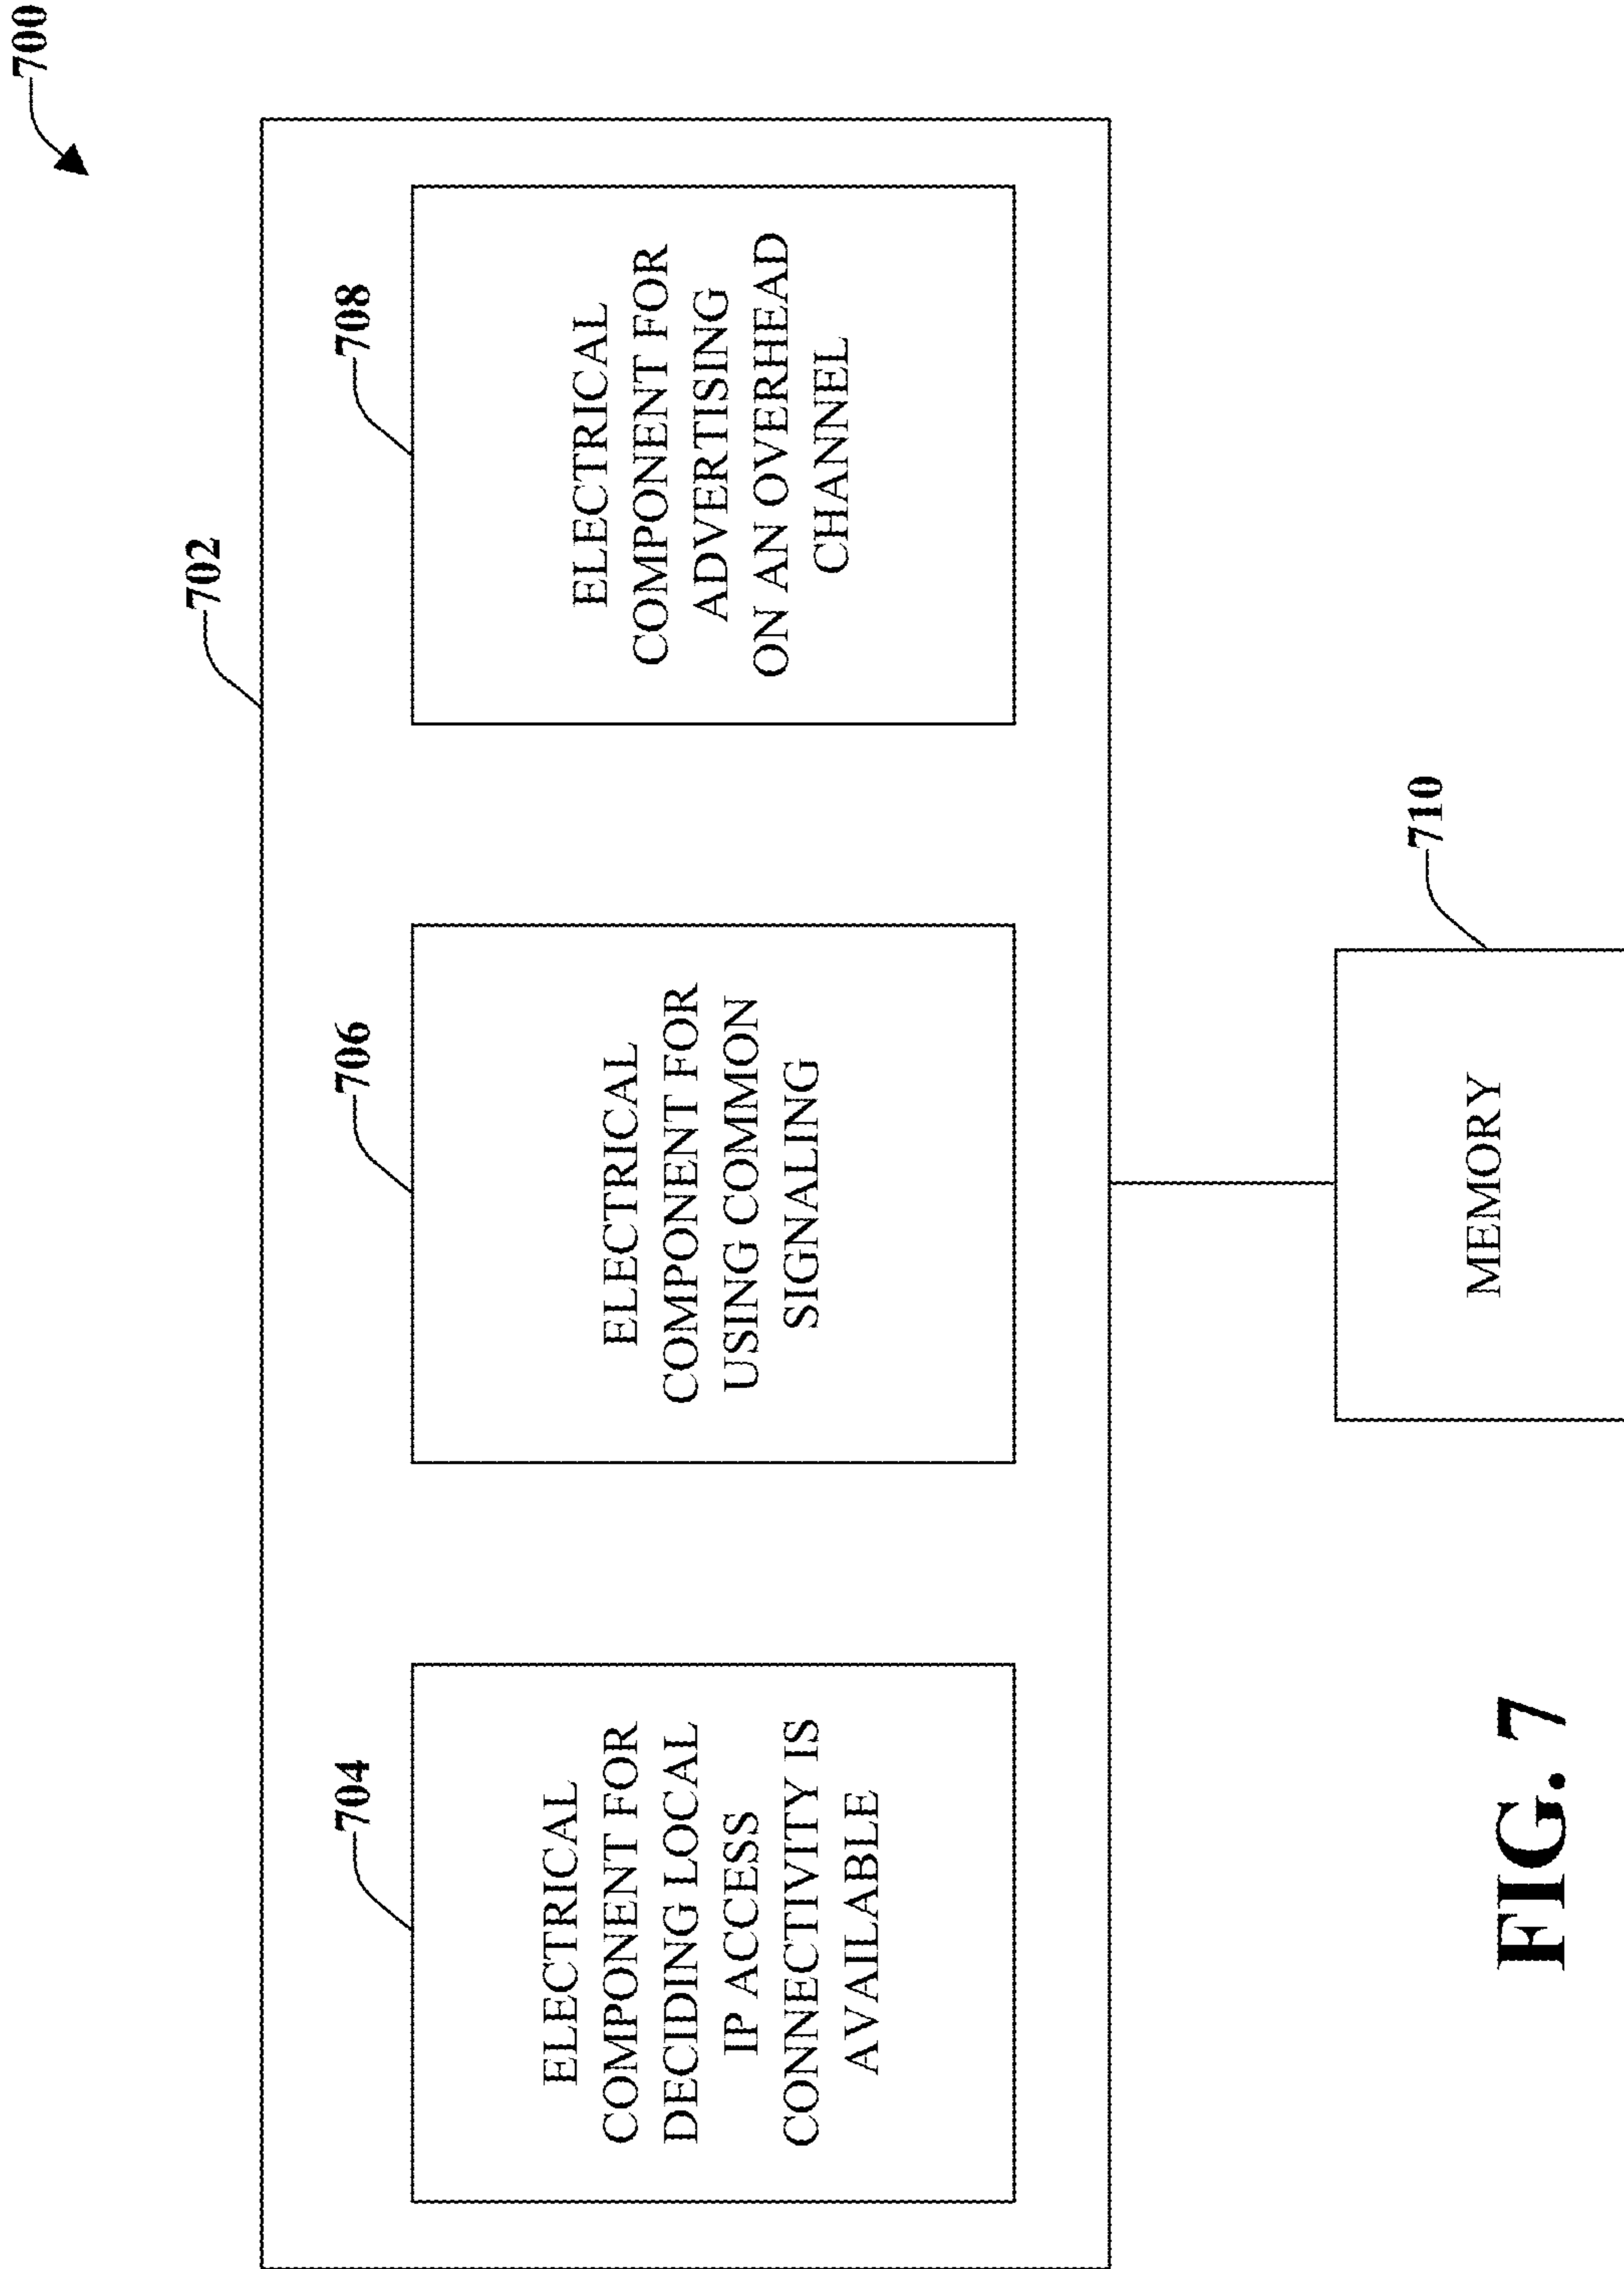 700
702
704
ELECTRICAL
COMPONENT FOR
DECIDING LOCAL
IP ACCESS
CONNECTIVITY IS
AVAILABLE
706
ELECTRICAL
COMPONENT FOR
USING COMMON
SIGNALING
708
ELECTRICAL
COMPONENT FOR
ADVERTISING
ON AN OVERHEAD
CHANNEL
710
MEMORY
FIG. 7